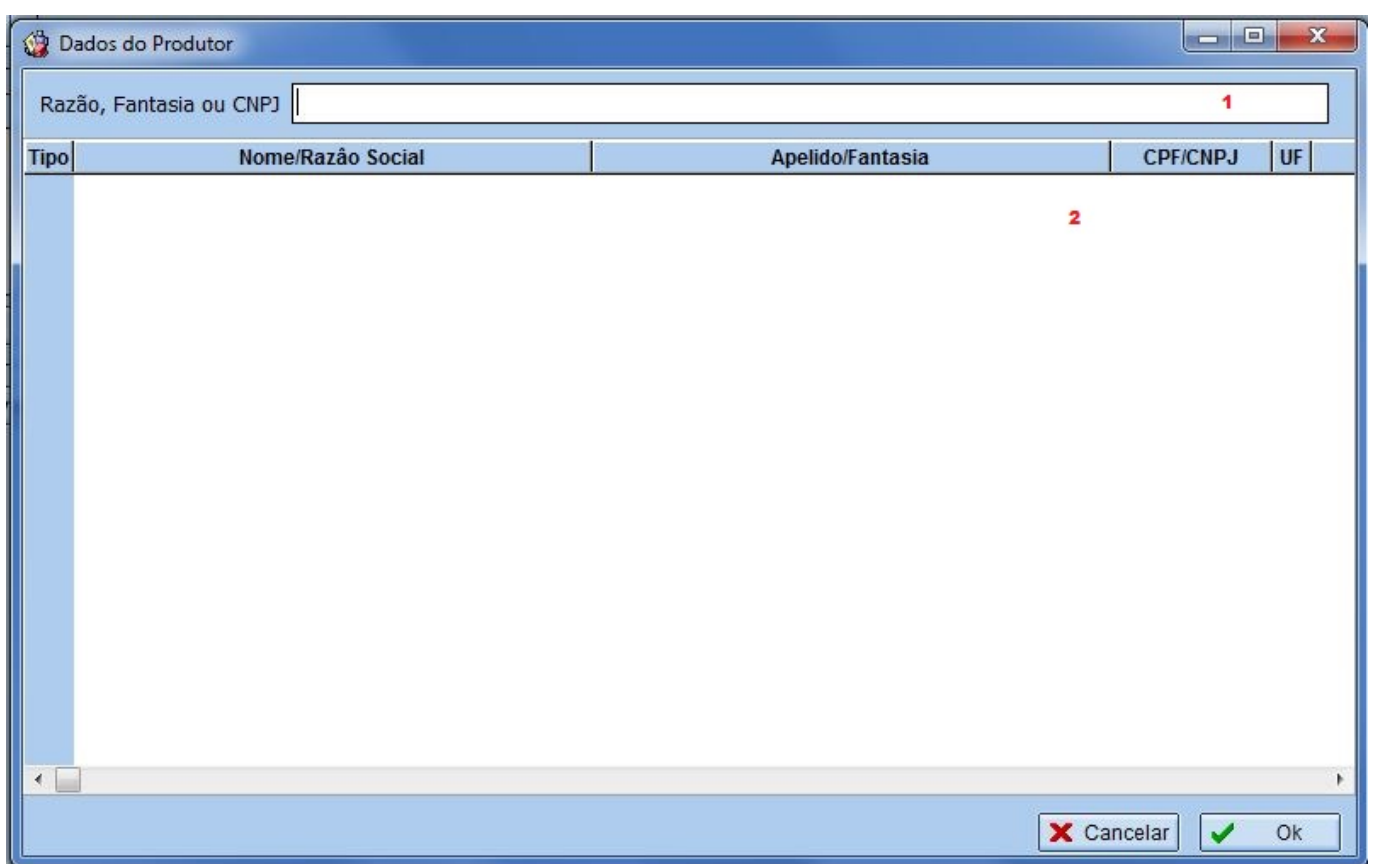 Dados do Produtor
Razão, Fantasia ou CNPJ 1
Tipo Nome/Razâo Social Apelido/Fantasia CPF/CNPJ UF
2
Cancelar Ok